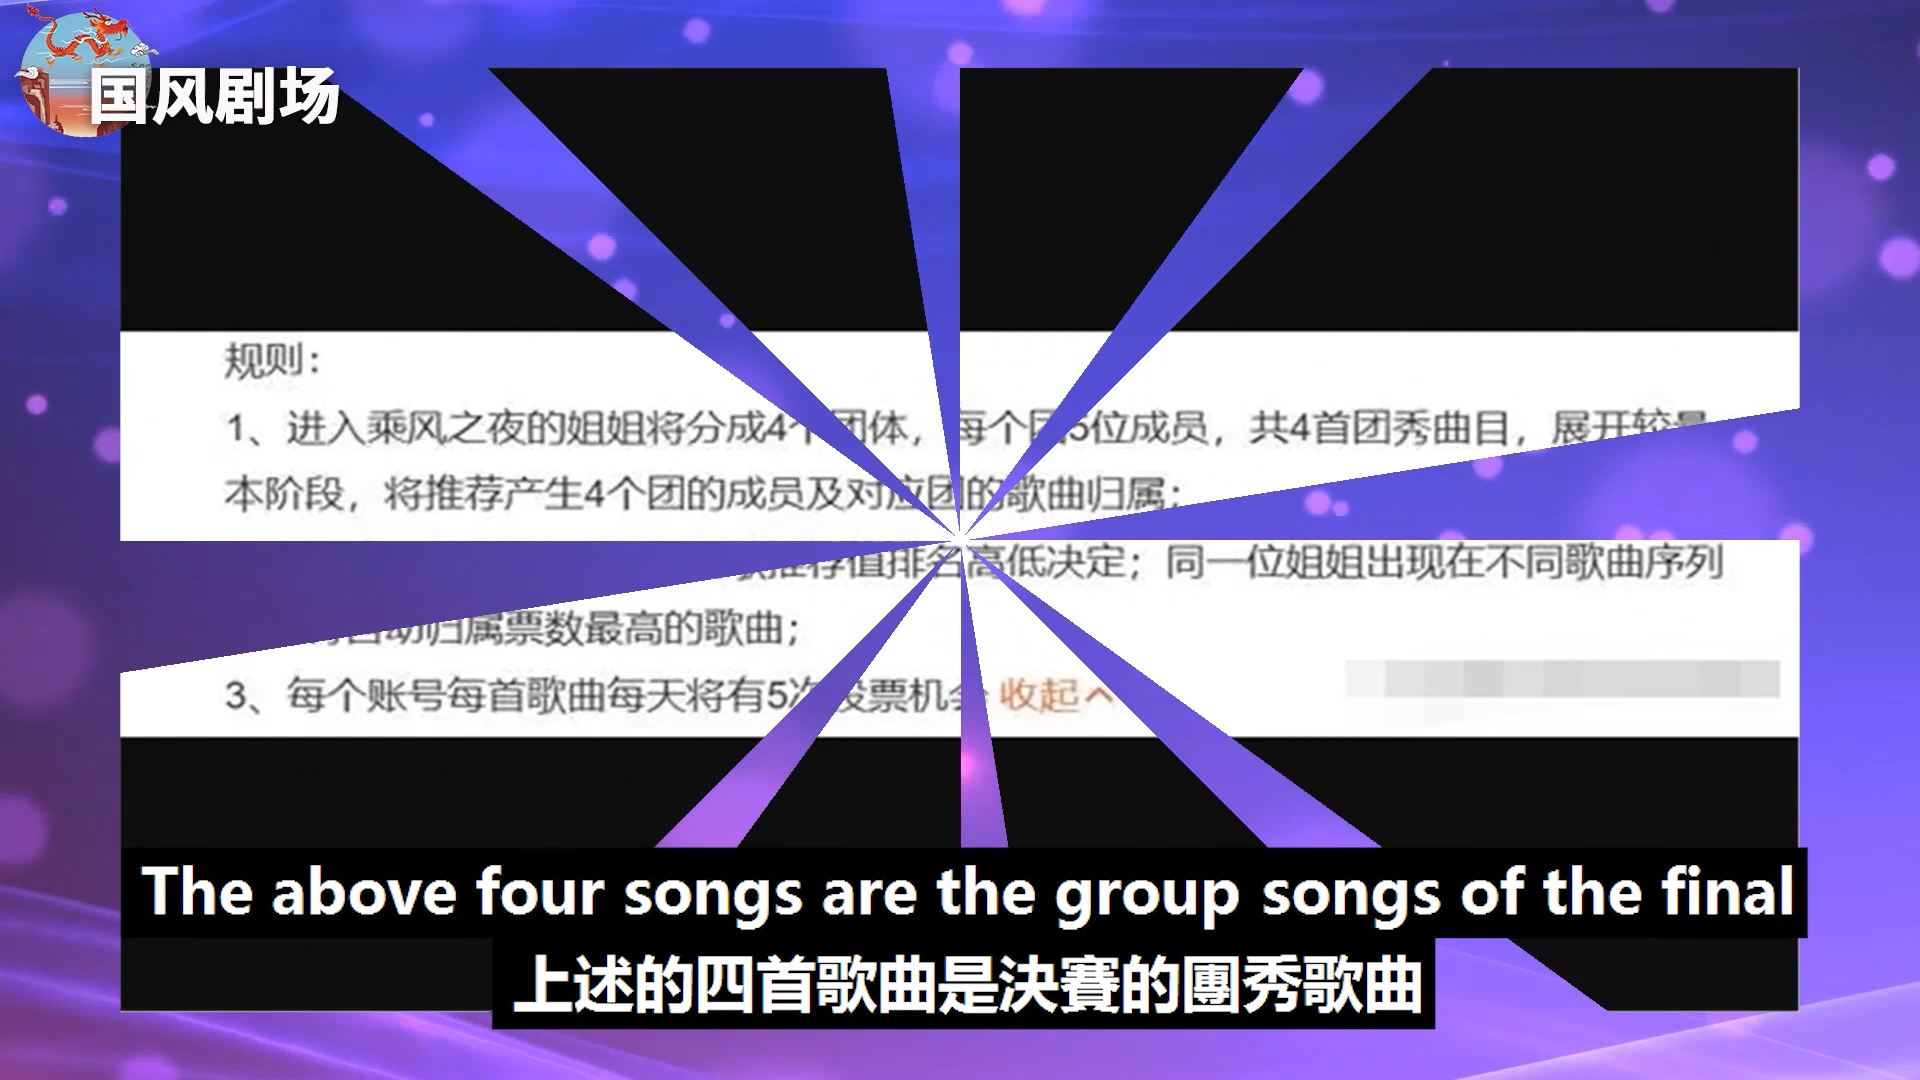 国风剧场
规则：
1、进入乘风之夜的姐姐将分成4个团体，每个团5位成员，共4首团秀曲目，展开较量
本阶段，将推荐产生4个团的成员及对应团的歌曲归属；
推荐值排名高低决定；同一位姐姐出现在不同歌曲序列
自动归属票数最高的歌曲；
3、每个账号每首歌曲每天将有5次投票机会 收起
The above four songs are the group songs of the final
上述的四首歌曲是決賽的團秀歌曲